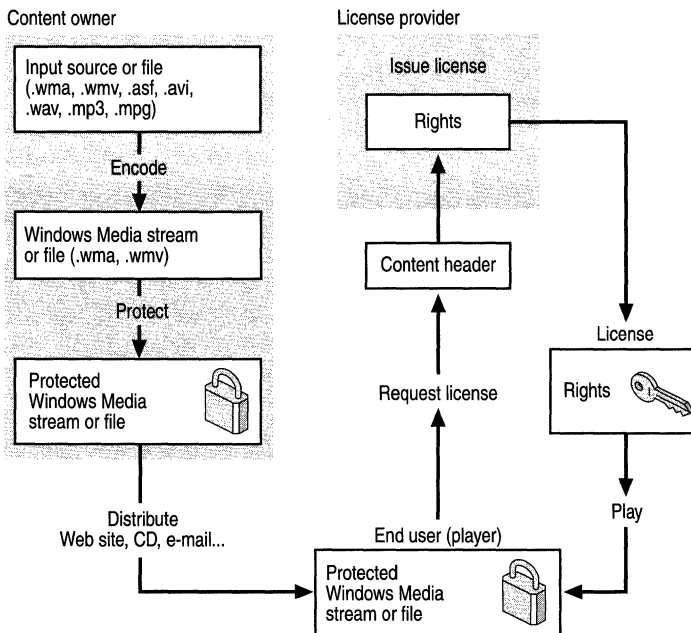 Content owner
Input source or file
(.wma, .wmv, .asf, .avi,
.wav, .mp3, .mpg)
Encode
Windows Media stream
or file (.wma, .wmv)
Protect
Protected
Windows Media
stream or file
Distribute
Web site, CD, e-mail...
License provider
Issue license
Rights
Content header
Request license
License
Rights
Play
End user (player)
Protected
Windows Media
stream or file